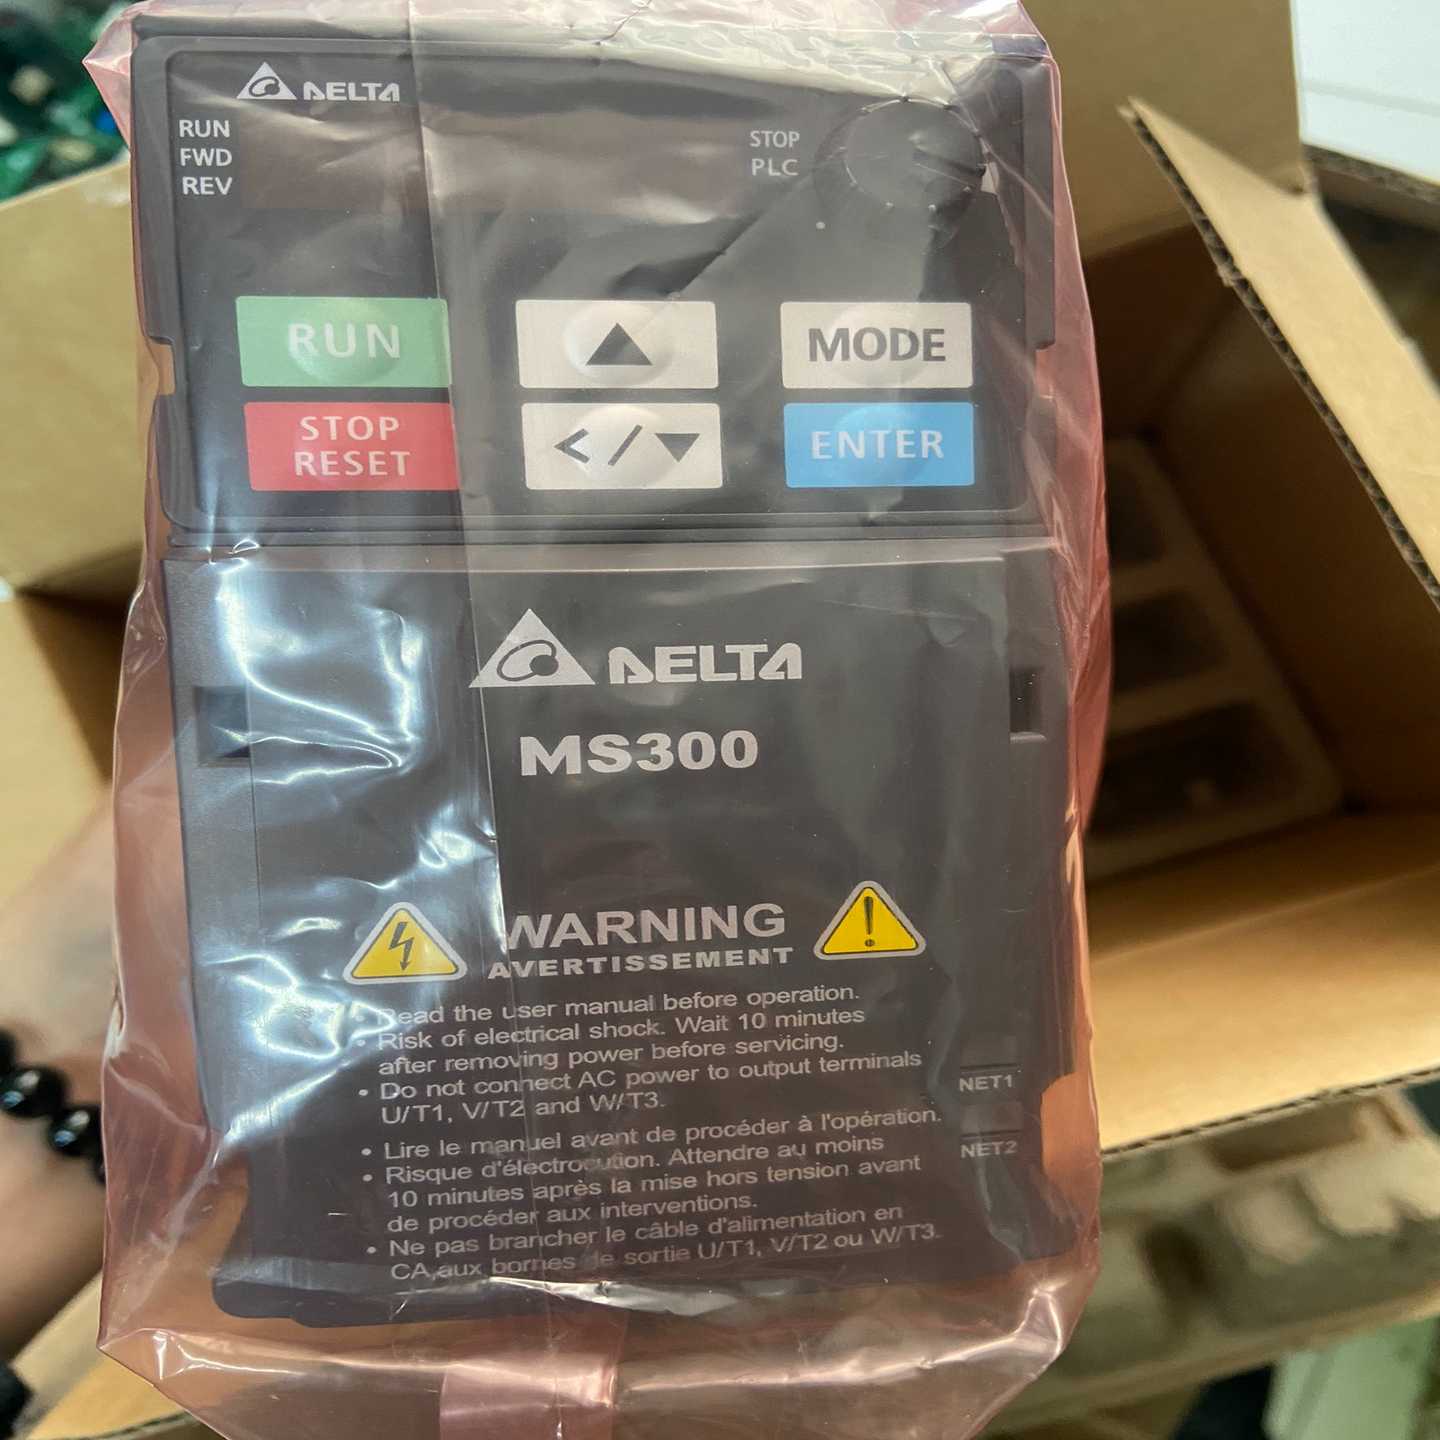 DELTA
RUN
FWD
REV
STOP
PLC
RUN
MODE
STOP
RESET
</>
ENTER
DELTA
MS300
WARNING
AVERTISSEMENT
• Read the user manual before operation.
• Risk of electrical shock. Wait 10 minutes
after removing power before servicing.
• Do not connect AC power to output terminals
U/T1, V/T2 and W/T3.
• Lire le manuel avant de procéder à l'opération.
• Risque d'électrocution. Attendre au moins
10 minutes après la mise hors tension avant
de procéder aux interventions.
• Ne pas brancher le câble d'alimentation en
CA aux bornes de sortie U/T1, V/T2 ou W/T3.
NET1
NET2